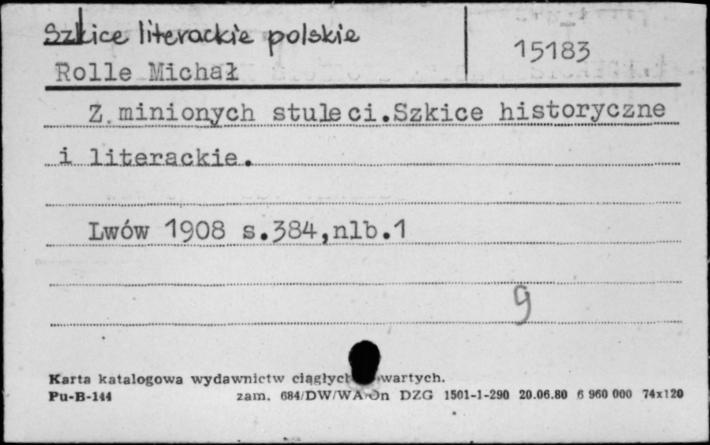 Szkice literackie polskie
15183
Rolle Michał
Z minionych stuleci.Szkice historyczne
i literackie.
Lwów 1908 s.384,nlb.1
9
Karta katalogowa wydawnictw ciągłych wartych.
Pu-B-144 zam. 684/DW/WA-On DZG 1501-1-290 20.06.80 6 960 000 74x120